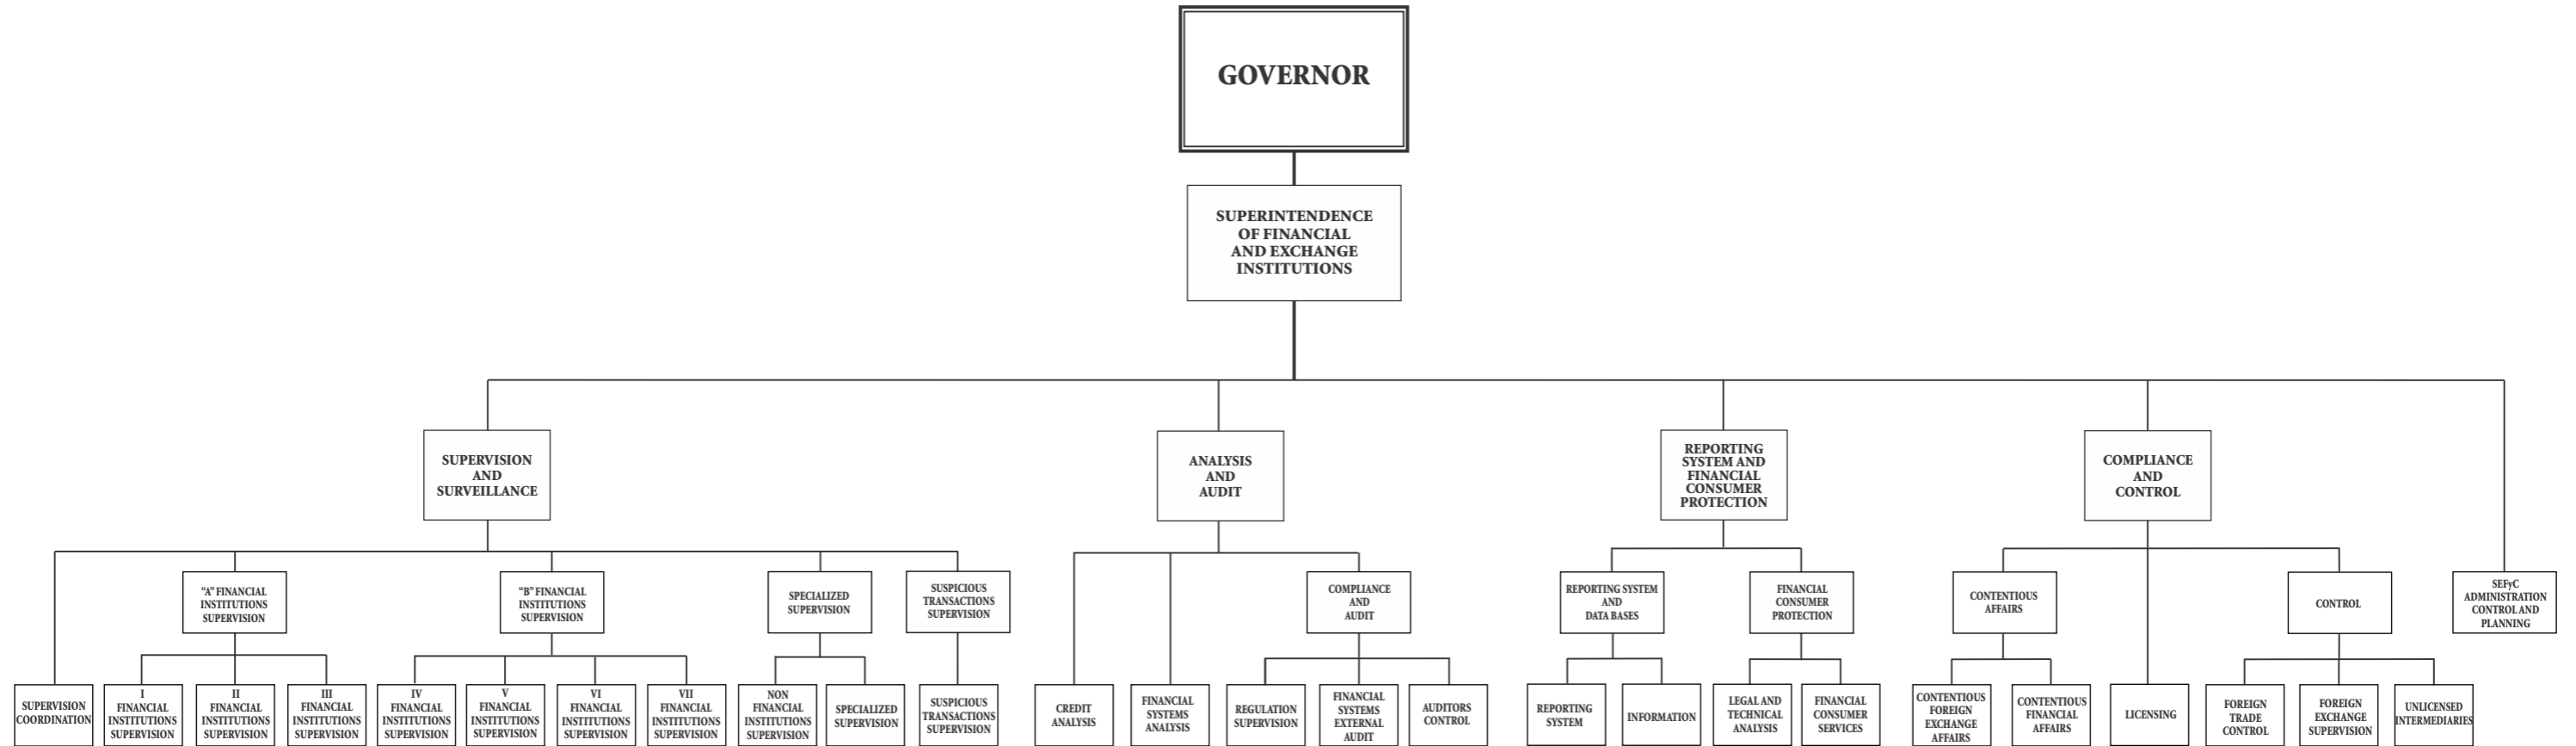 GOVERNOR
SUPERINTENDENCE
OF FINANCIAL
AND EXCHANGE
INSTITUTIONS
SUPERVISION
AND
SURVEILLANCE
ANALYSIS
AND
AUDIT
REPORTING
SYSTEM AND
FINANCIAL
CONSUMER
PROTECTION
COMPLIANCE
AND
CONTROL
“A” FINANCIAL
INSTITUTIONS
SUPERVISION
“B” FINANCIAL
INSTITUTIONS
SUPERVISION
SPECIALIZED
SUPERVISION
SUSPICIOUS
TRANSACTIONS
SUPERVISION
COMPLIANCE
AND
AUDIT
REPORTING SYSTEM
AND
DATA BASES
FINANCIAL
CONSUMER
PROTECTION
CONTENTIOUS
AFFAIRS
CONTROL
SEFyC
ADMINISTRATION
CONTROL AND
PLANNING
SUPERVISION
COORDINATION
I
FINANCIAL
INSTITUTIONS
SUPERVISION
II
FINANCIAL
INSTITUTIONS
SUPERVISION
III
FINANCIAL
INSTITUTIONS
SUPERVISION
IV
FINANCIAL
INSTITUTIONS
SUPERVISION
V
FINANCIAL
INSTITUTIONS
SUPERVISION
VI
FINANCIAL
INSTITUTIONS
SUPERVISION
VII
FINANCIAL
INSTITUTIONS
SUPERVISION
NON
FINANCIAL
INSTITUTIONS
SUPERVISION
SPECIALIZED
SUPERVISION
SUSPICIOUS
TRANSACTIONS
SUPERVISION
CREDIT
ANALYSIS
FINANCIAL
SYSTEMS
ANALYSIS
REGULATION
SUPERVISION
FINANCIAL
SYSTEMS
EXTERNAL
AUDIT
AUDITORS
CONTROL
REPORTING
SYSTEM
INFORMATION
LEGAL AND
TECHNICAL
ANALYSIS
FINANCIAL
CONSUMER
SERVICES
CONTENTIOUS
FOREIGN
EXCHANGE
AFFAIRS
CONTENTIOUS
FINANCIAL
AFFAIRS
LICENSING
FOREIGN
TRADE
CONTROL
FOREIGN
EXCHANGE
SUPERVISION
UNLICENSED
INTERMEDIARIES